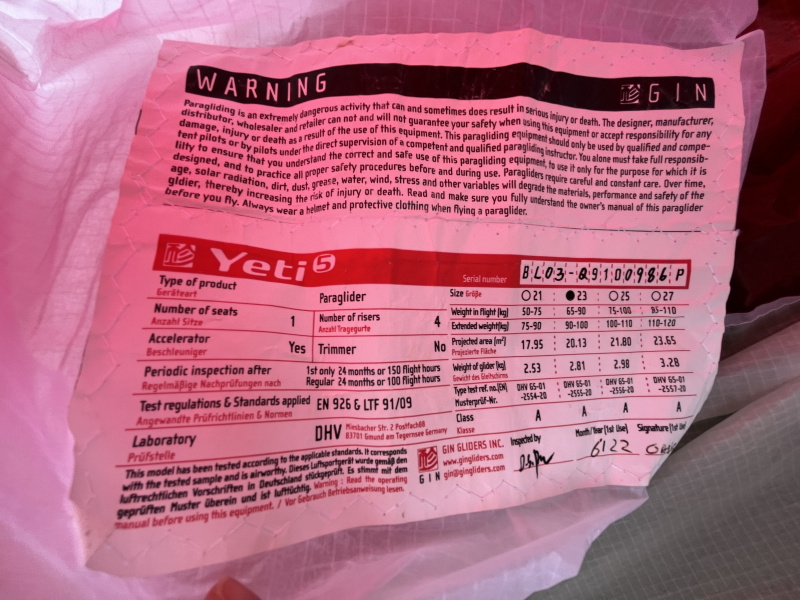 WARNING
GIN
Paragliding is an extremely dangerous activity that can and sometimes does result in serious injury or death. The designer, manufacturer,
distributor, wholesaler and retailer can not and will not guarantee your safety when using this equipment or accept responsibility for any
damage, injury or death as a result of the use of this equipment. This paragliding equipment should only be used by qualified and compe-
tent pilots or by pilots under the direct supervision of a competent and qualified paragliding instructor. You alone must take full responsib-
ility to ensure that you understand the correct and safe use of this paragliding equipment, to use it only for the purpose for which it is
designed, and to practice all proper safety procedures before and during use. Paragliders require careful and constant care. Over time,
age, solar radiation, dirt, dust, grease, water, wind, stress and other variables will degrade the materials, performance and safety of the
glider, thereby increasing the risk of injury or death. Read and make sure you fully understand the owner's manual of this paraglider
before you fly. Always wear a helmet and protective clothing when flying a paraglider.
Yeti 5
Serial number BL03-Q9100986P
Type of product Paraglider
Geräteart
Number of seats 1 Number of risers 4
Anzahl Sitze Anzahl Tragegurte
Accelerator Yes Trimmer No
Beschleuniger
Periodic inspection after 1st only 24 months or 150 flight hours
Regelmäßige Nachprüfungen nach Regular 24 months or 100 flight hours
Test regulations & Standards applied EN 926 & LTF 91/09
Angewandte Prüfrichtlinien & Normen
Laboratory DHV Miesbacher Str. 2 Postfach88
Prüfstelle 83701 Gmund am Tegernsee Germany
Size Größe 21 23 25 27
Weight in flight (kg) 50-75 65-90 75-100 93-110
Extended weight(kg) 75-90 90-100 100-110 110-120
Projected area (m²) 17.95 20.13 21.80 23.65
Projezierte Fläche
Weight of glider (kg) 2.53 2.81 2.98 3.28
Gewicht des Gleitschirms
Type test ref. no.(EN) DHV 65-01 DHV 65-01 DHV 65-01 DHV 65-01
Musterprüf-Nr. -2554-20 -2555-20 -2556-20 -2557-20
Class A A A A
Klasse
This model has been tested according to the applicable standards. It corresponds
with the tested sample and is airworthy. Dieses Luftsportgerät wurde gemäß den
luftrechtlichen Vorschriften in Deutschland stückgeprüft. Es stimmt mit dem
geprüften Muster überein und ist lufttüchtig. Warning : Read the operating
manual before using this equipment. / Vor Gebrauch Betriebsanweisung lesen.
GIN
GIN GLIDERS INC.
www.gingliders.com
gin@gingliders.com
Inspected by
Month/Year (1st Use)
6122
Signature (1st Use)